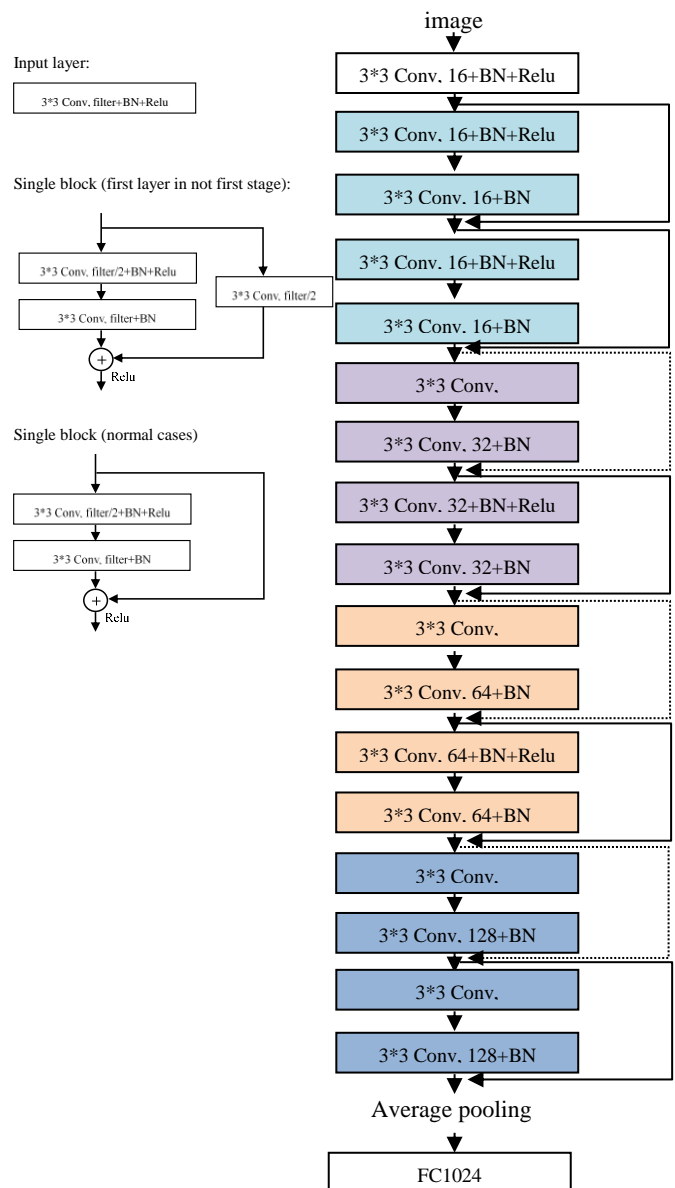 Input layer:
3*3 Conv, filter+BN+Relu
Single block (first layer in not first stage):
3*3 Conv, filter/2+BN+Relu
3*3 Conv, filter/2
3*3 Conv, filter+BN
+
Relu
Single block (normal cases)
3*3 Conv, filter/2+BN+Relu
3*3 Conv, filter+BN
+
Relu
image
3*3 Conv, 16+BN+Relu
3*3 Conv, 16+BN+Relu
3*3 Conv, 16+BN
3*3 Conv, 16+BN+Relu
3*3 Conv, 16+BN
3*3 Conv,
3*3 Conv, 32+BN
3*3 Conv, 32+BN+Relu
3*3 Conv, 32+BN
3*3 Conv,
3*3 Conv, 64+BN
3*3 Conv, 64+BN+Relu
3*3 Conv, 64+BN
3*3 Conv,
3*3 Conv, 128+BN
3*3 Conv,
3*3 Conv, 128+BN
Average pooling
FC1024